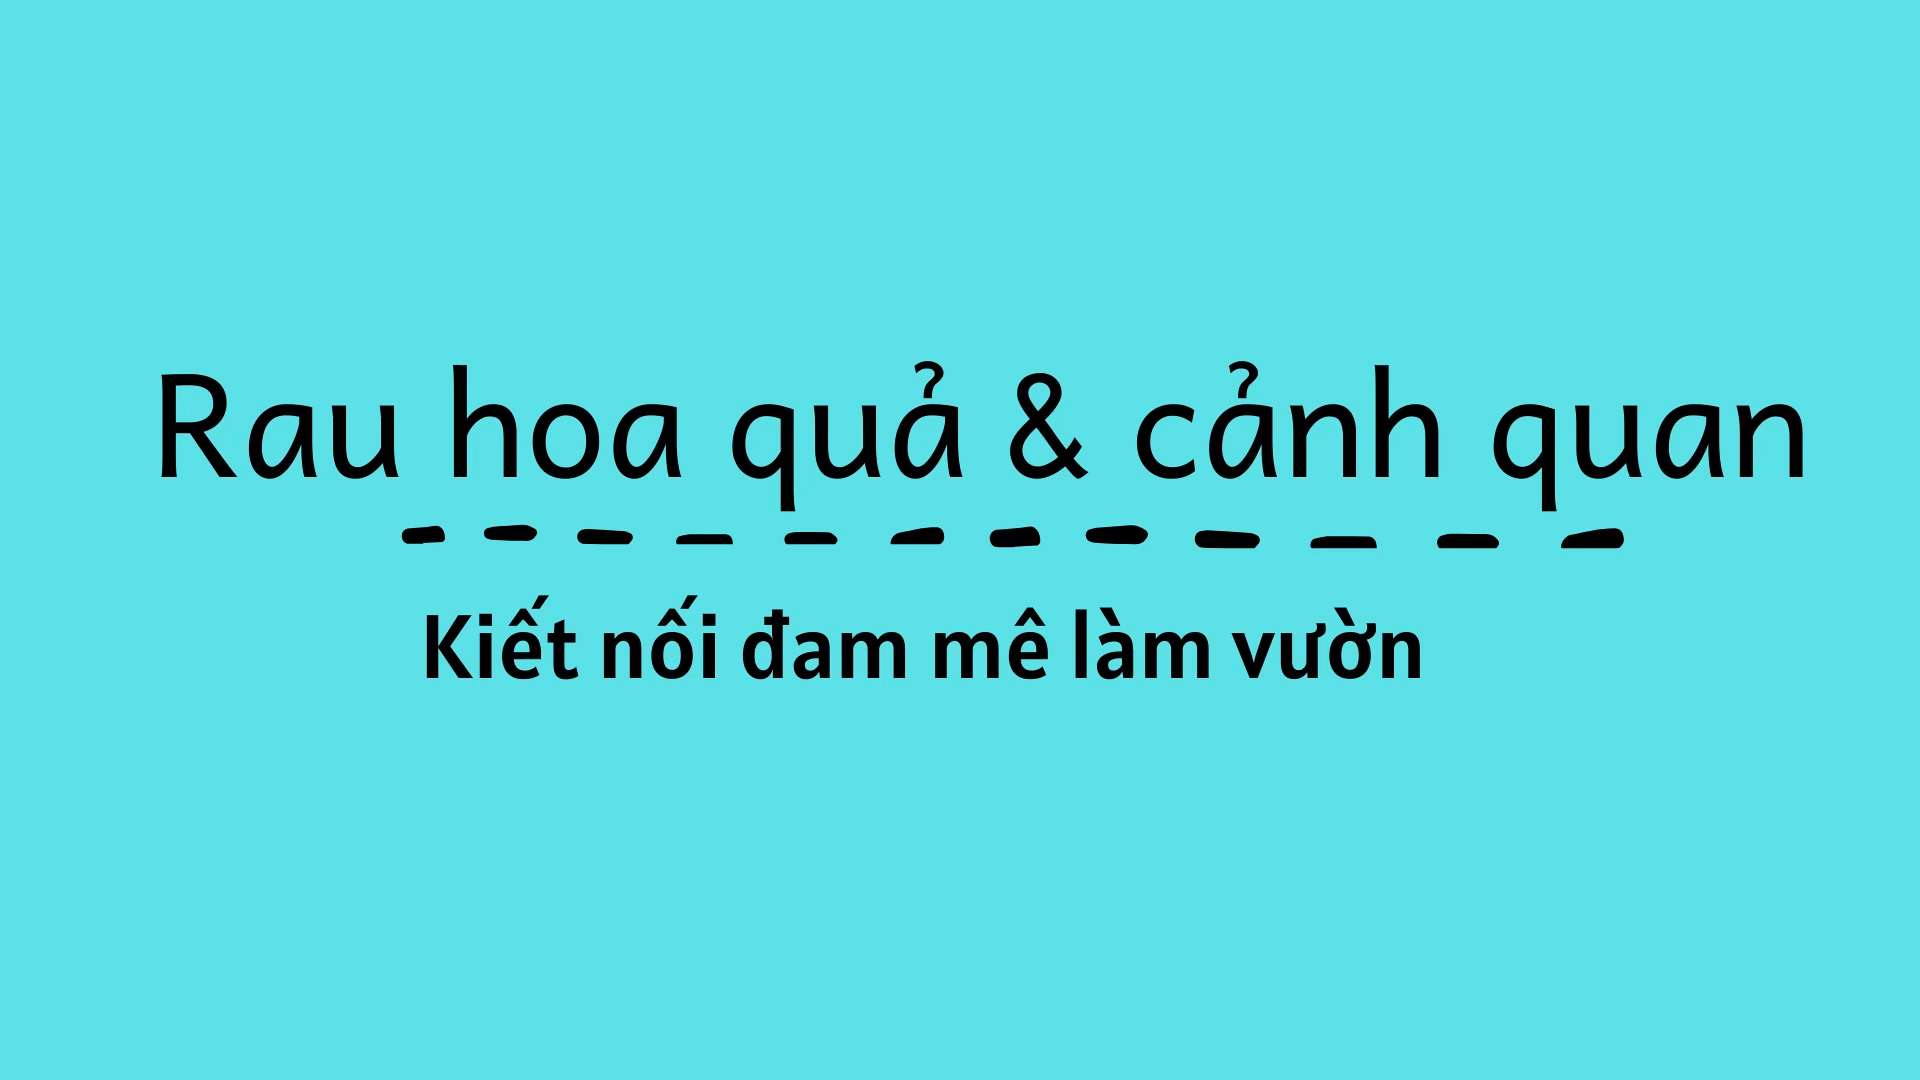 Rau hoa quả & cảnh quan
Kiết nối đam mê làm vườn